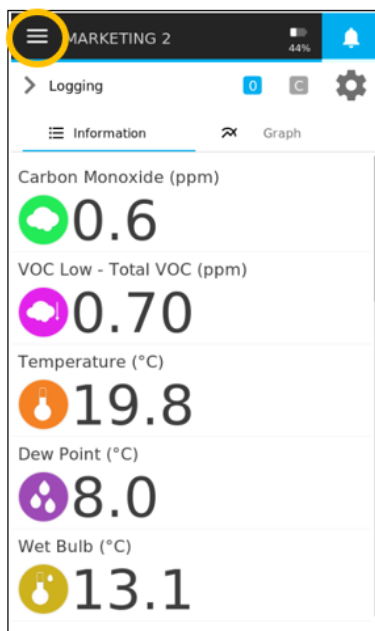 MARKETING 2
44%
Logging 0 C
Information Graph
Carbon Monoxide (ppm)
0.6
VOC Low - Total VOC (ppm)
0.70
Temperature (°C)
19.8
Dew Point (°C)
8.0
Wet Bulb (°C)
13.1